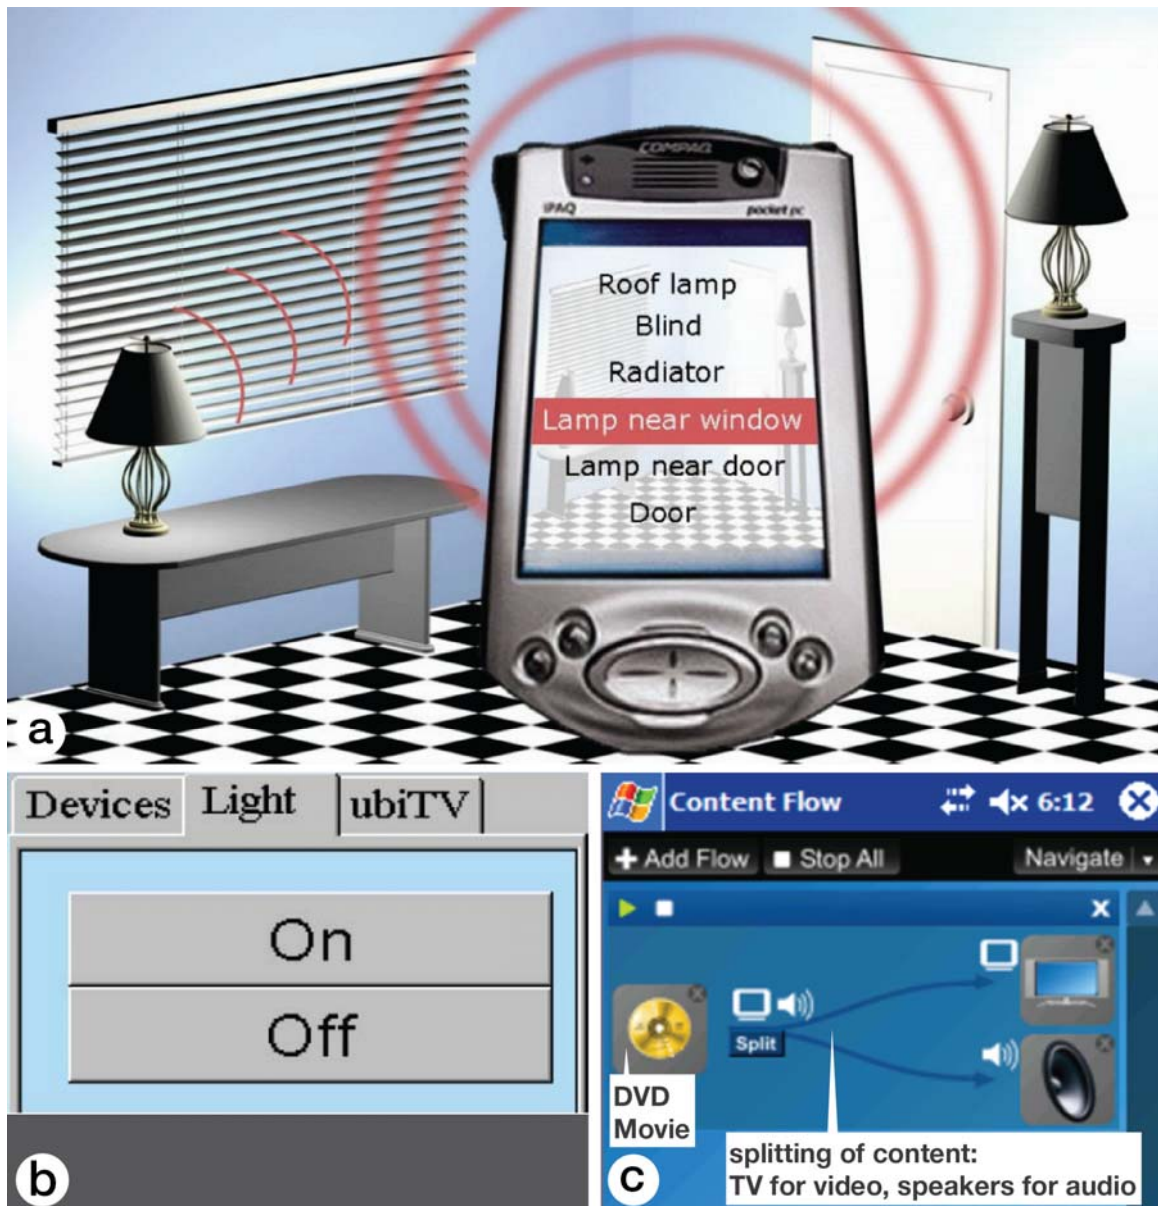 COMPAQ
iPAQ pocket pc
Roof lamp
Blind
Radiator
Lamp near window
Lamp near door
Door
a
Devices Light ubiTV
On
Off
b
Content Flow 6:12
Add Flow Stop All Navigate
Split
DVD
Movie
splitting of content:
TV for video, speakers for audio
c